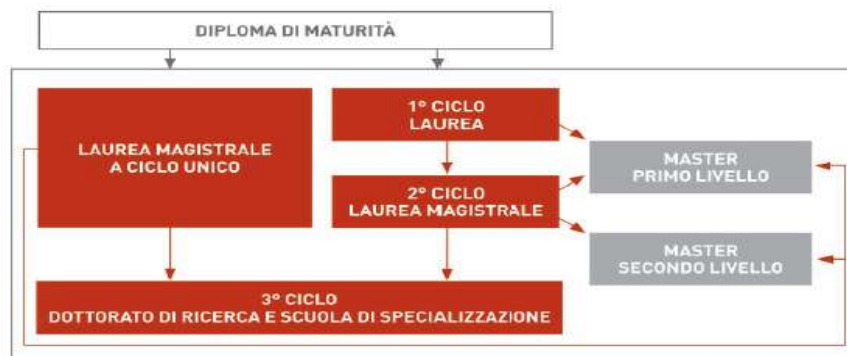 DIPLOMA DI MATURITÀ
LAUREA MAGISTRALE
A CICLO UNICO
1° CICLO
LAUREA
2° CICLO
LAUREA MAGISTRALE
MASTER
PRIMO LIVELLO
MASTER
SECONDO LIVELLO
3° CICLO
DOTTORATO DI RICERCA E SCUOLA DI SPECIALIZZAZIONE